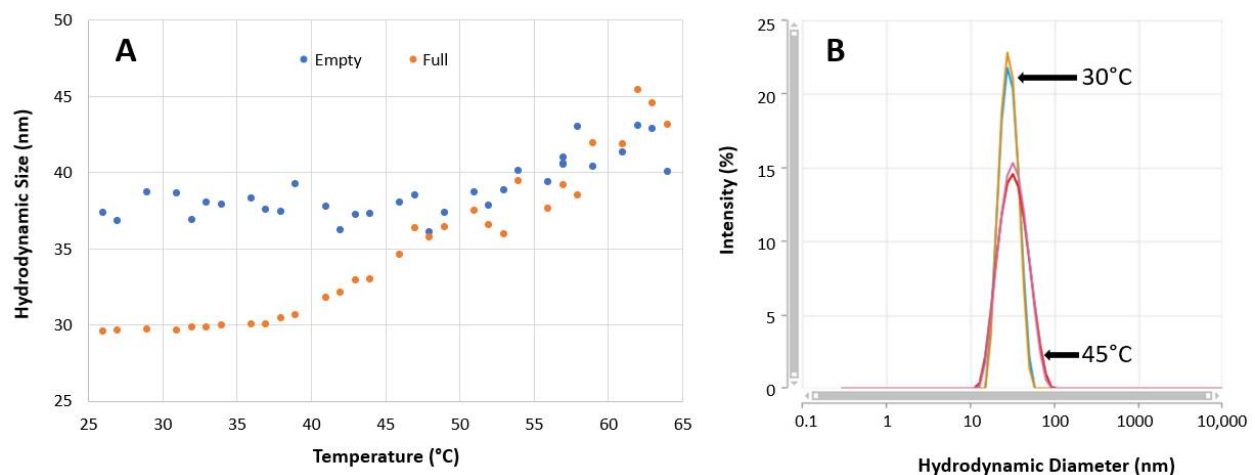 A
Empty
Full
Hydrodynamic Size (nm)
50
45
40
35
30
25
25 30 35 40 45 50 55 60 65
Temperature (°C)
B
30°C
45°C
Intensity (%)
25
20
15
10
5
0
0.1 1 10 100 1000 10,000
Hydrodynamic Diameter (nm)